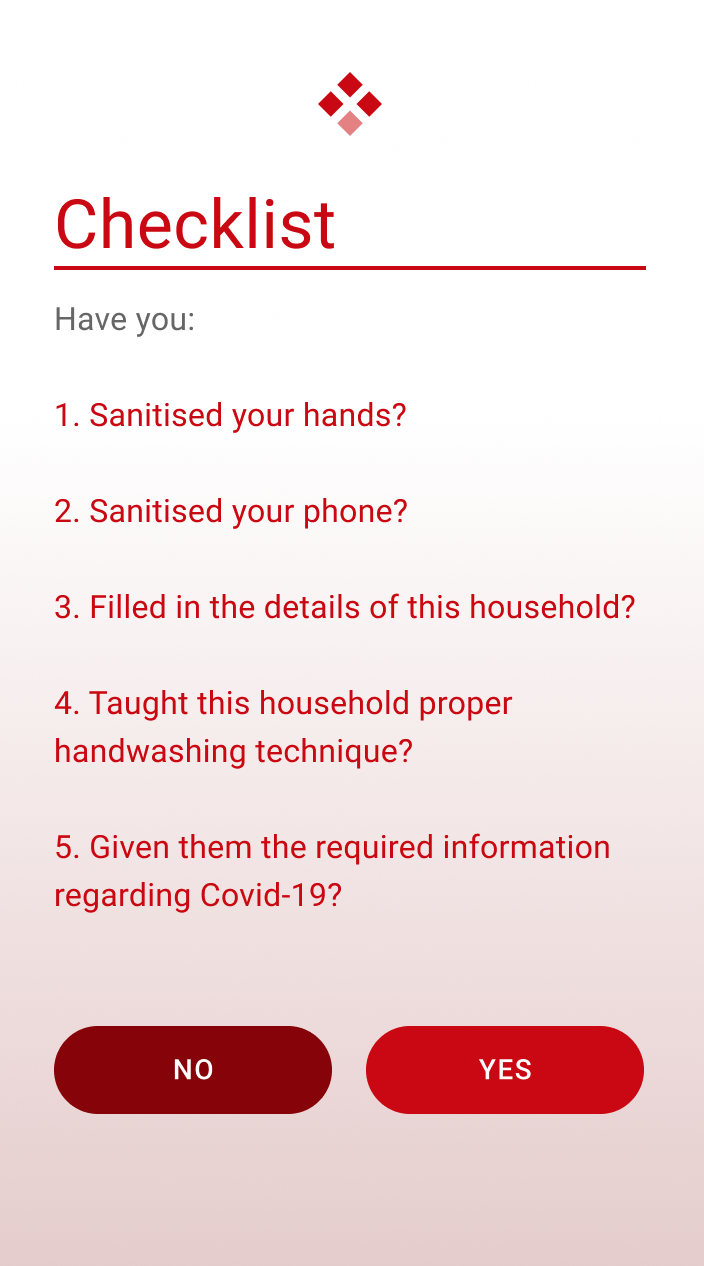 Checklist
Have you:
1. Sanitised your hands?
2. Sanitised your phone?
3. Filled in the details of this household?
4. Taught this household proper
handwashing technique?
5. Given them the required information
regarding Covid-19?
NO
YES